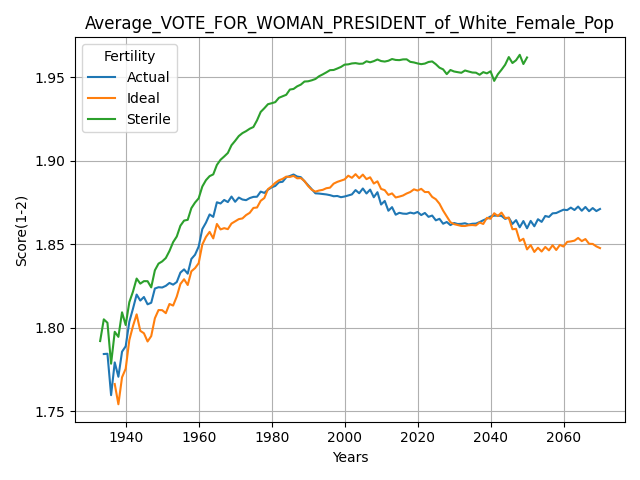 Average_VOTE_FOR_WOMAN_PRESIDENT_of_White_Female_Pop
Fertility
Actual
Ideal
Sterile
Score(1-2)
1.95
1.90
1.85
1.80
1.75
1940 1960 1980 2000 2020 2040 2060
Years